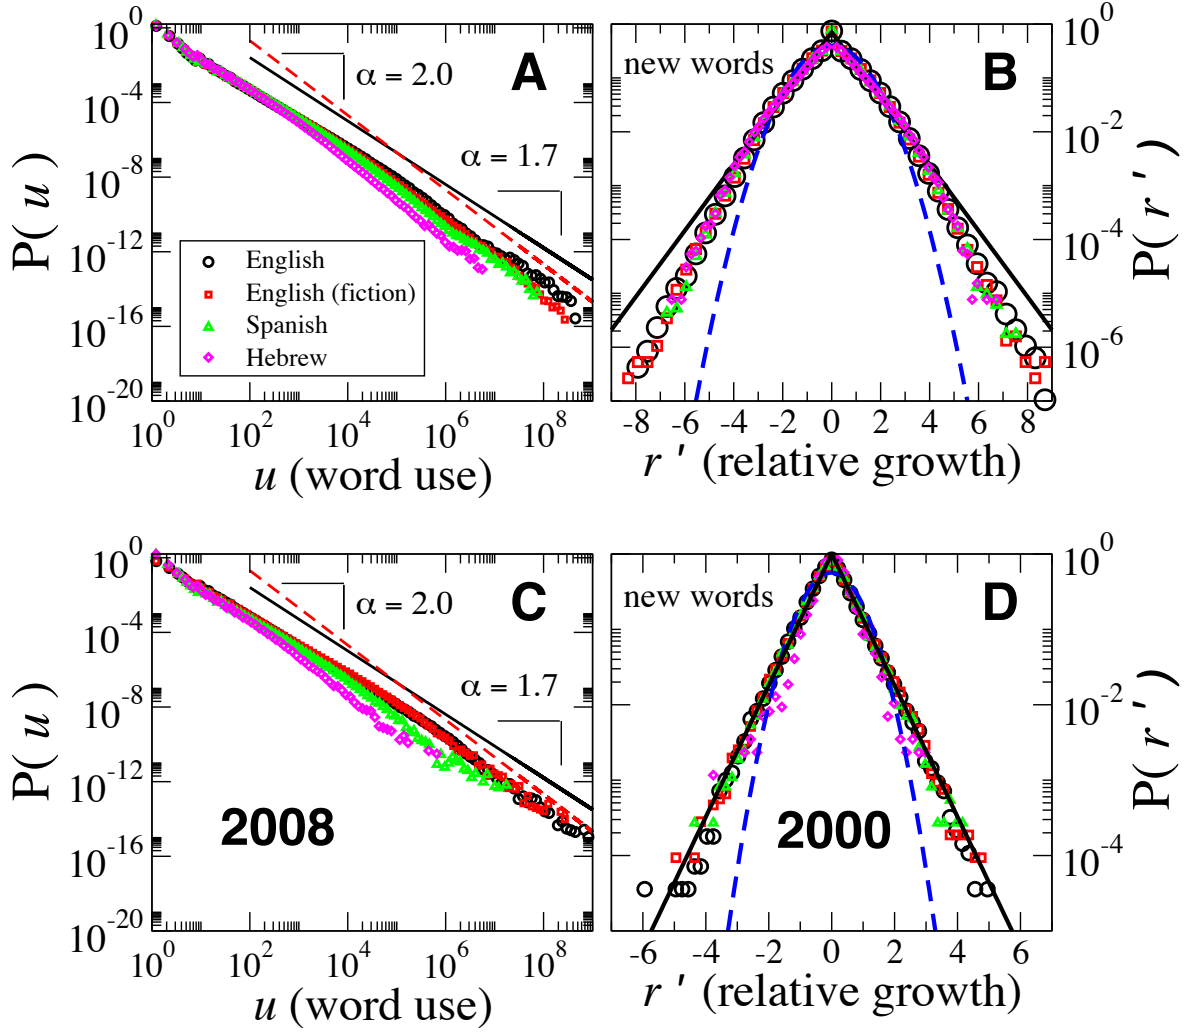 A
α = 2.0
α = 1.7
10^0
10^-4
10^-8
10^-12
10^-16
10^-20
P( u )
English
English (fiction)
Spanish
Hebrew
10^0 10^2 10^4 10^6 10^8
u (word use)
new words
B
10^0
10^-2
10^-4
10^-6
P( r ' )
-8 -6 -4 -2 0 2 4 6 8
r ' (relative growth)
C
α = 2.0
α = 1.7
10^0
10^-4
10^-8
10^-12
10^-16
10^-20
P( u )
2008
10^0 10^2 10^4 10^6 10^8
u (word use)
new words
D
10^0
10^-2
10^-4
P( r ' )
2000
-6 -4 -2 0 2 4 6
r ' (relative growth)